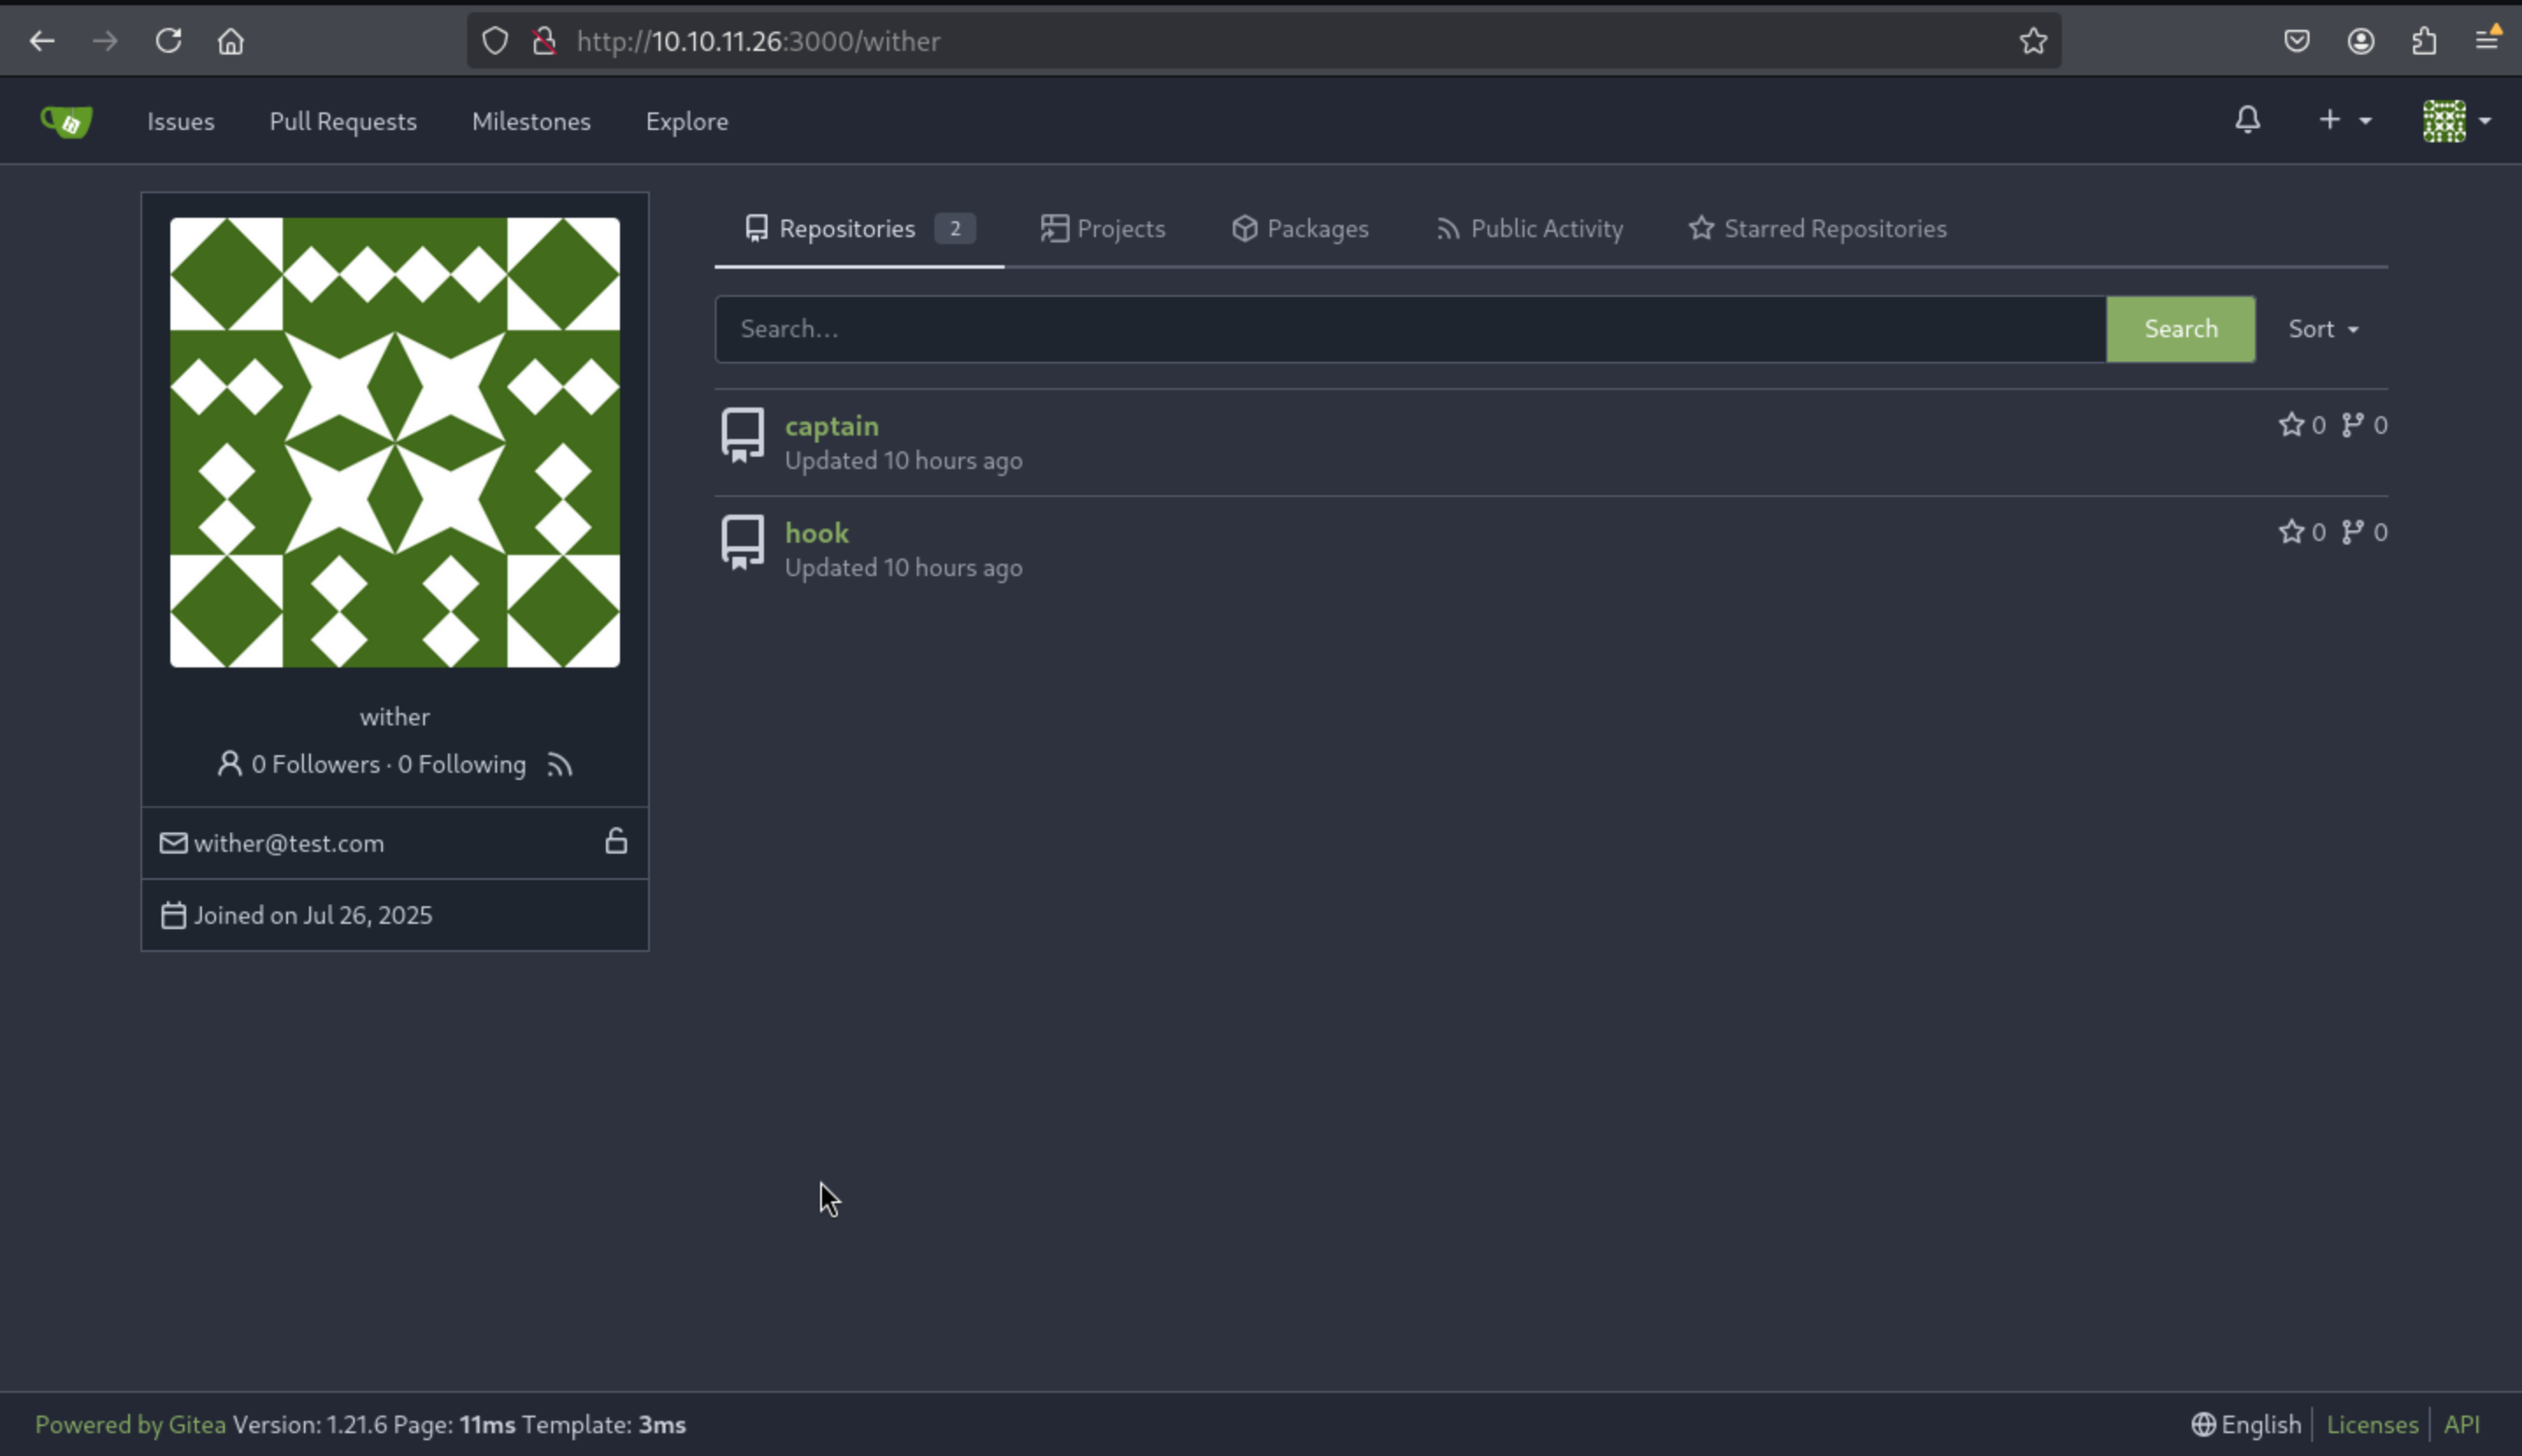 http://10.10.11.26:3000/wither
Issues Pull Requests Milestones Explore
Repositories 2 Projects Packages Public Activity Starred Repositories
Search... Search Sort
captain 0 0
Updated 10 hours ago
hook 0 0
Updated 10 hours ago
wither
0 Followers · 0 Following
wither@test.com
Joined on Jul 26, 2025
Powered by Gitea Version: 1.21.6 Page: 11ms Template: 3ms English Licenses API